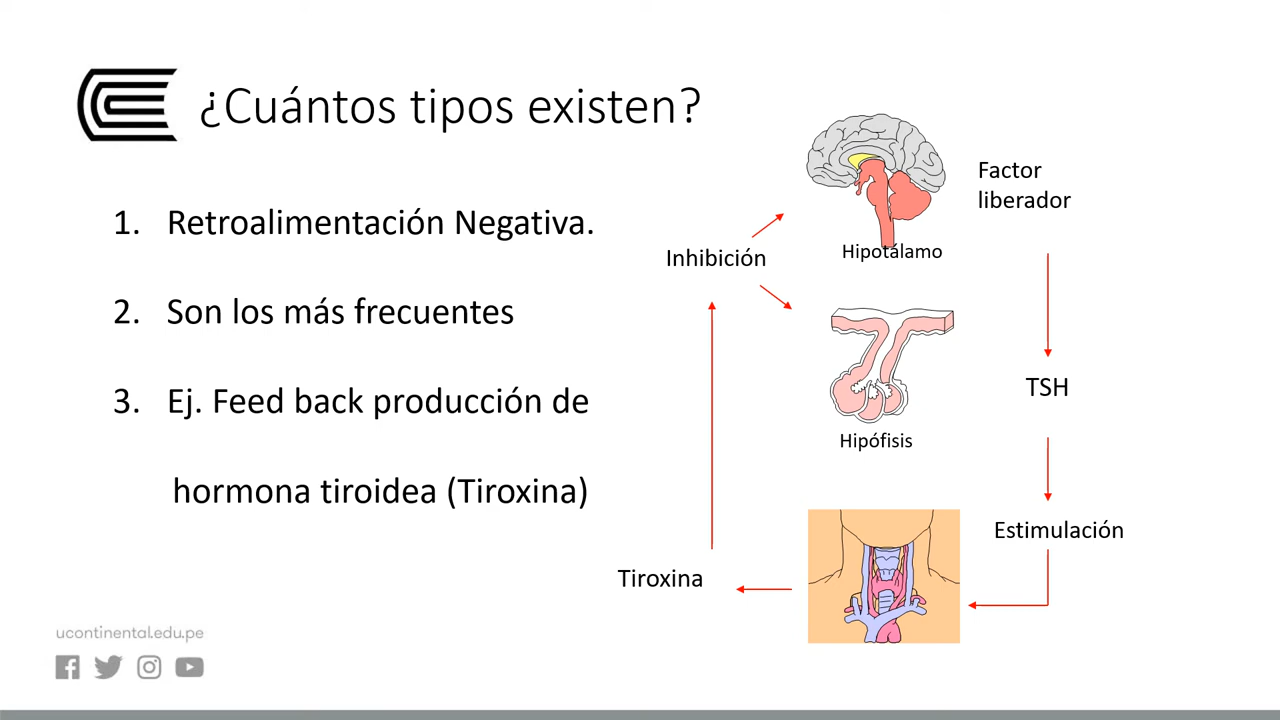 ¿Cuántos tipos existen?
1. Retroalimentación Negativa.
2. Son los más frecuentes
3. Ej. Feed back producción de
hormona tiroidea (Tiroxina)
Factor
liberador
Inhibición
Hipotálamo
TSH
Hipófisis
Estimulación
Tiroxina
ucontinental.edu.pe